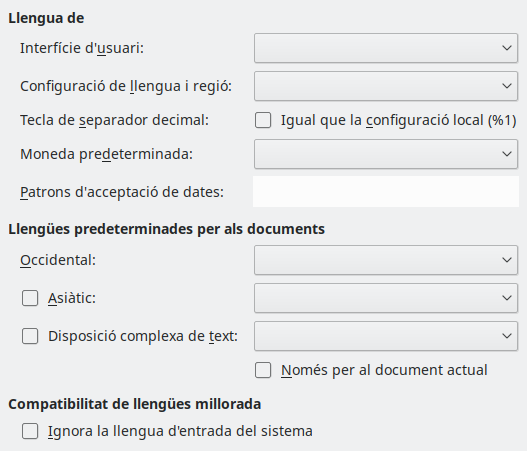 Llengua de
Interfície d'usuari:
Configuració de llengua i regió:
Tecla de separador decimal:
Igual que la configuració local (%1)
Moneda predeterminada:
Patrons d'acceptació de dates:
Llengües predeterminades per als documents
Occidental:
Asiàtic:
Disposició complexa de text:
Només per al document actual
Compatibilitat de llengües millorada
Ignora la llengua d'entrada del sistema